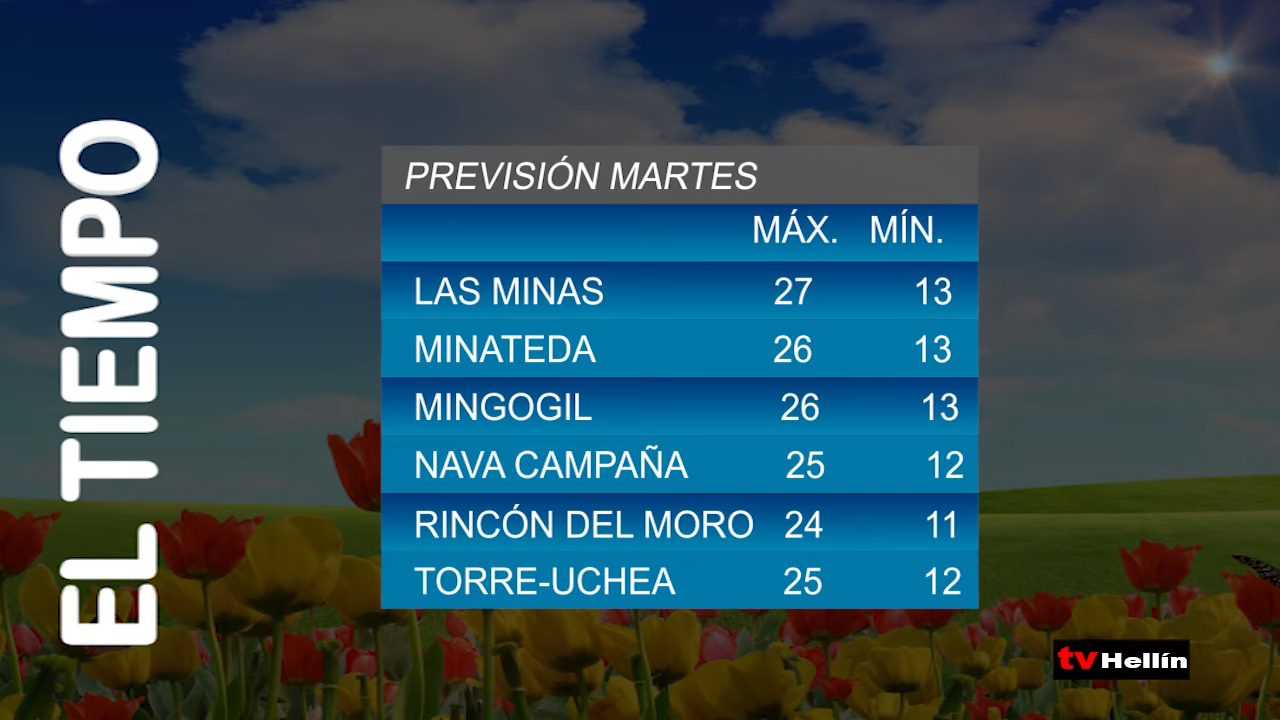 EL TIEMPO
PREVISIÓN MARTES
MÁX. MÍN.
LAS MINAS 27 13
MINATEDA 26 13
MINGOGIL 26 13
NAVA CAMPAÑA 25 12
RINCÓN DEL MORO 24 11
TORRE-UCHEA 25 12
tv Hellín